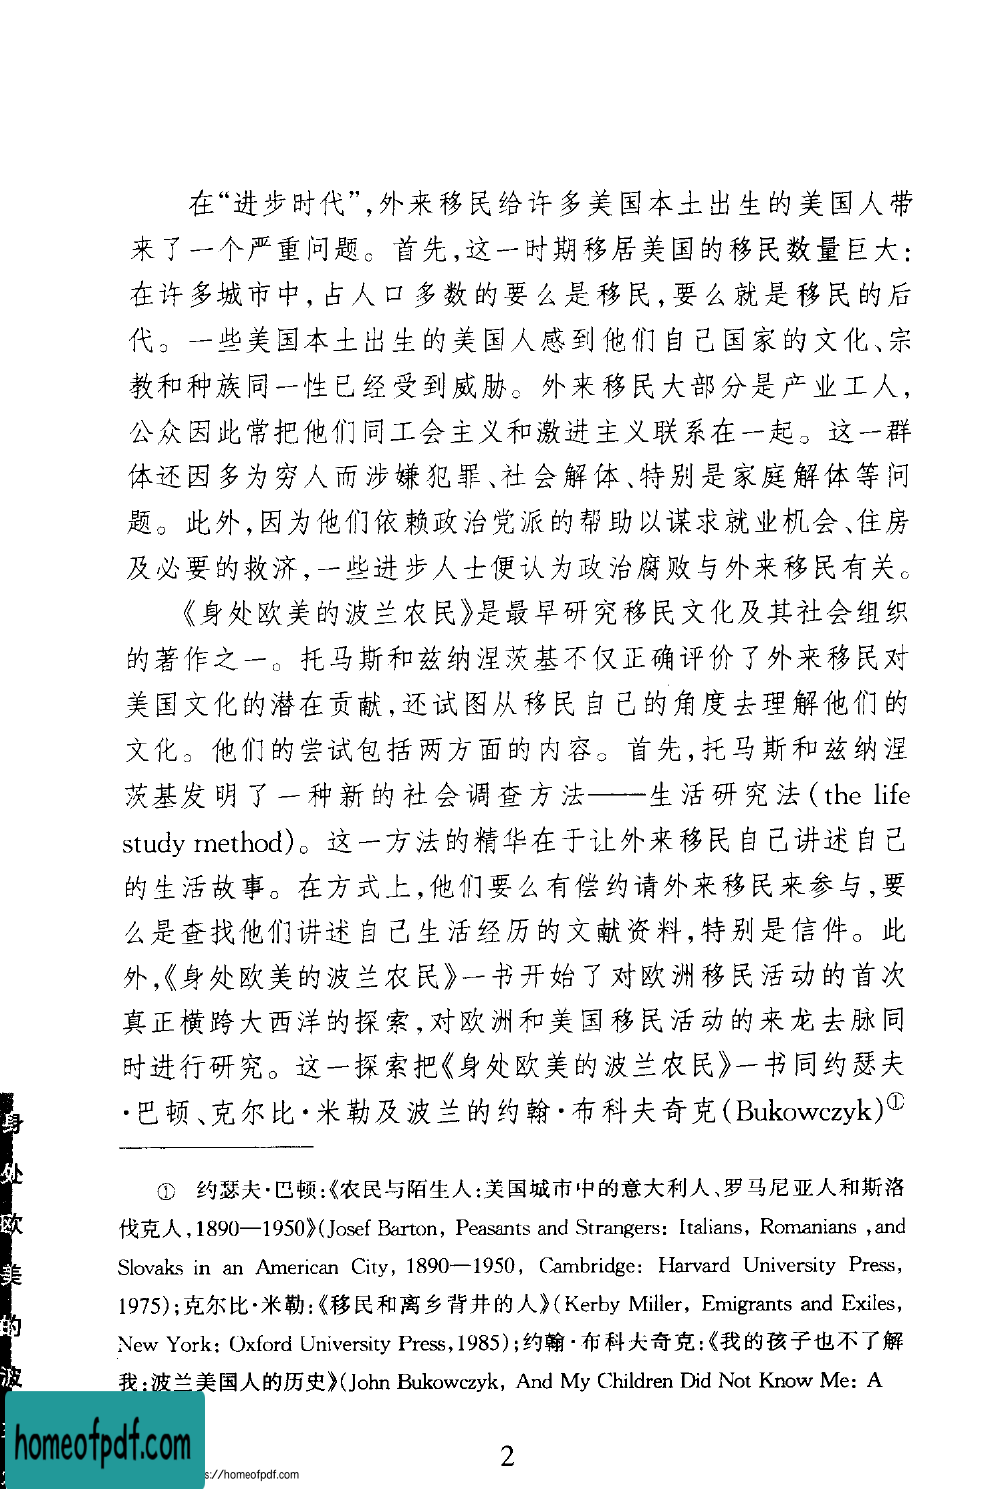 在“进步时代”,外来移民给许多美国本土出生的美国人带
来了一个严重问题。首先,这一时期移居美国的移民数量巨大:
在许多城市中,占人口多数的要么是移民,要么就是移民的后
代。一些美国本土出生的美国人感到他们自己国家的文化、宗
教和种族同一性已经受到威胁。外来移民大部分是产业工人,
公众因此常把他们同工会主义和激进主义联系在一起。这一群
体还因多为穷人而涉嫌犯罪、社会解体、特别是家庭解体等问
题。此外,因为他们依赖政治党派的帮助以谋求就业机会、住房
及必要的救济,一些进步人士便认为政治腐败与外来移民有关。
《身处欧美的波兰农民》是最早研究移民文化及其社会组织
的著作之一。托马斯和兹纳涅茨基不仅正确评价了外来移民对
美国文化的潜在贡献,还试图从移民自己的角度去理解他们的
文化。他们的尝试包括两方面的内容。首先,托马斯和兹纳涅
茨基发明了一种新的社会调查方法——生活研究法(the life
study method)。这一方法的精华在于让外来移民自己讲述自己
的生活故事。在方式上,他们要么有偿约请外来移民来参与,要
么是查找他们讲述自己生活经历的文献资料,特别是信件。此
外,《身处欧美的波兰农民》一书开始了对欧洲移民活动的首次
真正横跨大西洋的探索,对欧洲和美国移民活动的来龙去脉同
时进行研究。这一探索把《身处欧美的波兰农民》一书同约瑟夫
·巴顿、克尔比·米勒及波兰的约翰·布科夫奇克(Bukowczyk)①
① 约瑟夫·巴顿:《农民与陌生人:美国城市中的意大利人、罗马尼亚人和斯洛
伐克人,1890—1950》(Josef Barton, Peasants and Strangers: Italians, Romanians ,and
Slovaks in an American City, 1890—1950, Cambridge: Harvard University Press,
1975);克尔比·米勒:《移民和离乡背井的人》(Kerby Miller, Emigrants and Exiles,
New York: Oxford University Press,1985);约翰·布科夫奇克:《我的孩子也不了解
我:波兰美国人的历史》(John Bukowczyk, And My Children Did Not Know Me: A
身处欧美的波
2
homeofpdf.com
s://homeofpdf.com